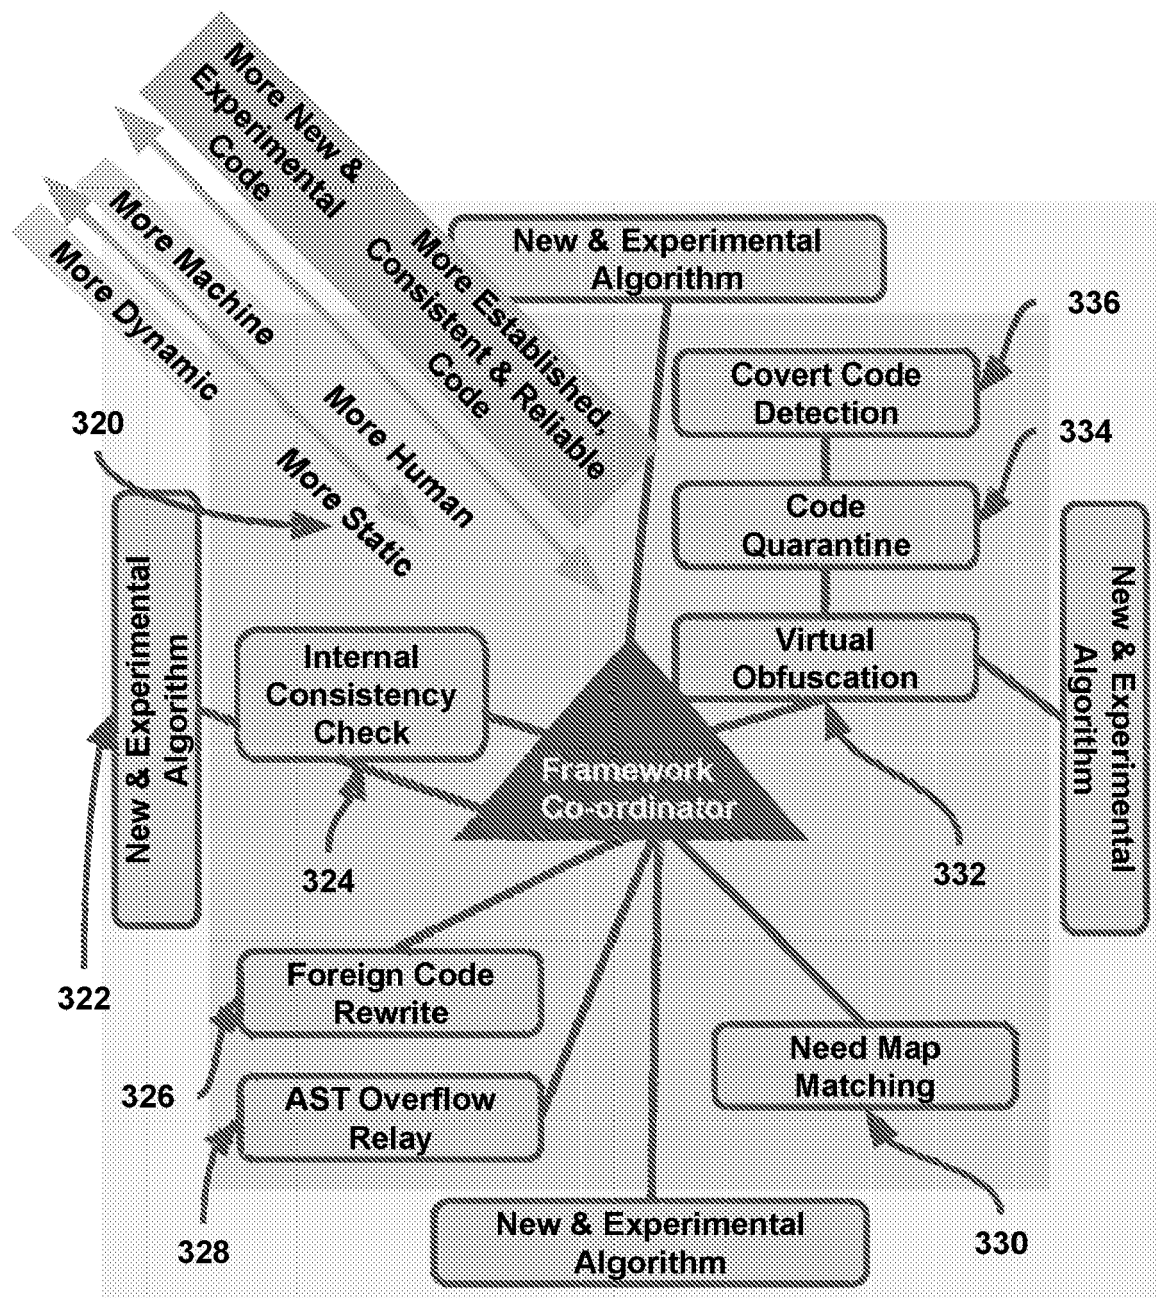 More New &
Experimental
Code
More Established,
Consistent & Reliable
Code
More Machine
More Human
More Dynamic
More Static
320
New & Experimental
Algorithm
336
Covert Code
Detection
334
Code
Quarantine
Virtual
Obfuscation
332
New & Experimental
Algorithm
New & Experimental
Algorithm
322
Internal
Consistency
Check
324
Framework
Co-ordinator
Foreign Code
Rewrite
326
AST Overflow
Relay
328
Need Map
Matching
330
New & Experimental
Algorithm